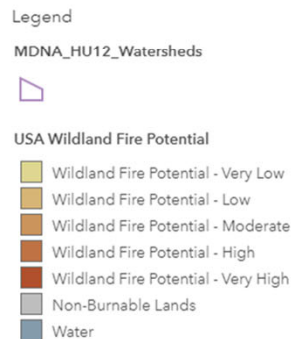 Legend
MDNA_HU12_Watersheds
USA Wildland Fire Potential
Wildland Fire Potential - Very Low
Wildland Fire Potential - Low
Wildland Fire Potential - Moderate
Wildland Fire Potential - High
Wildland Fire Potential - Very High
Non-Burnable Lands
Water